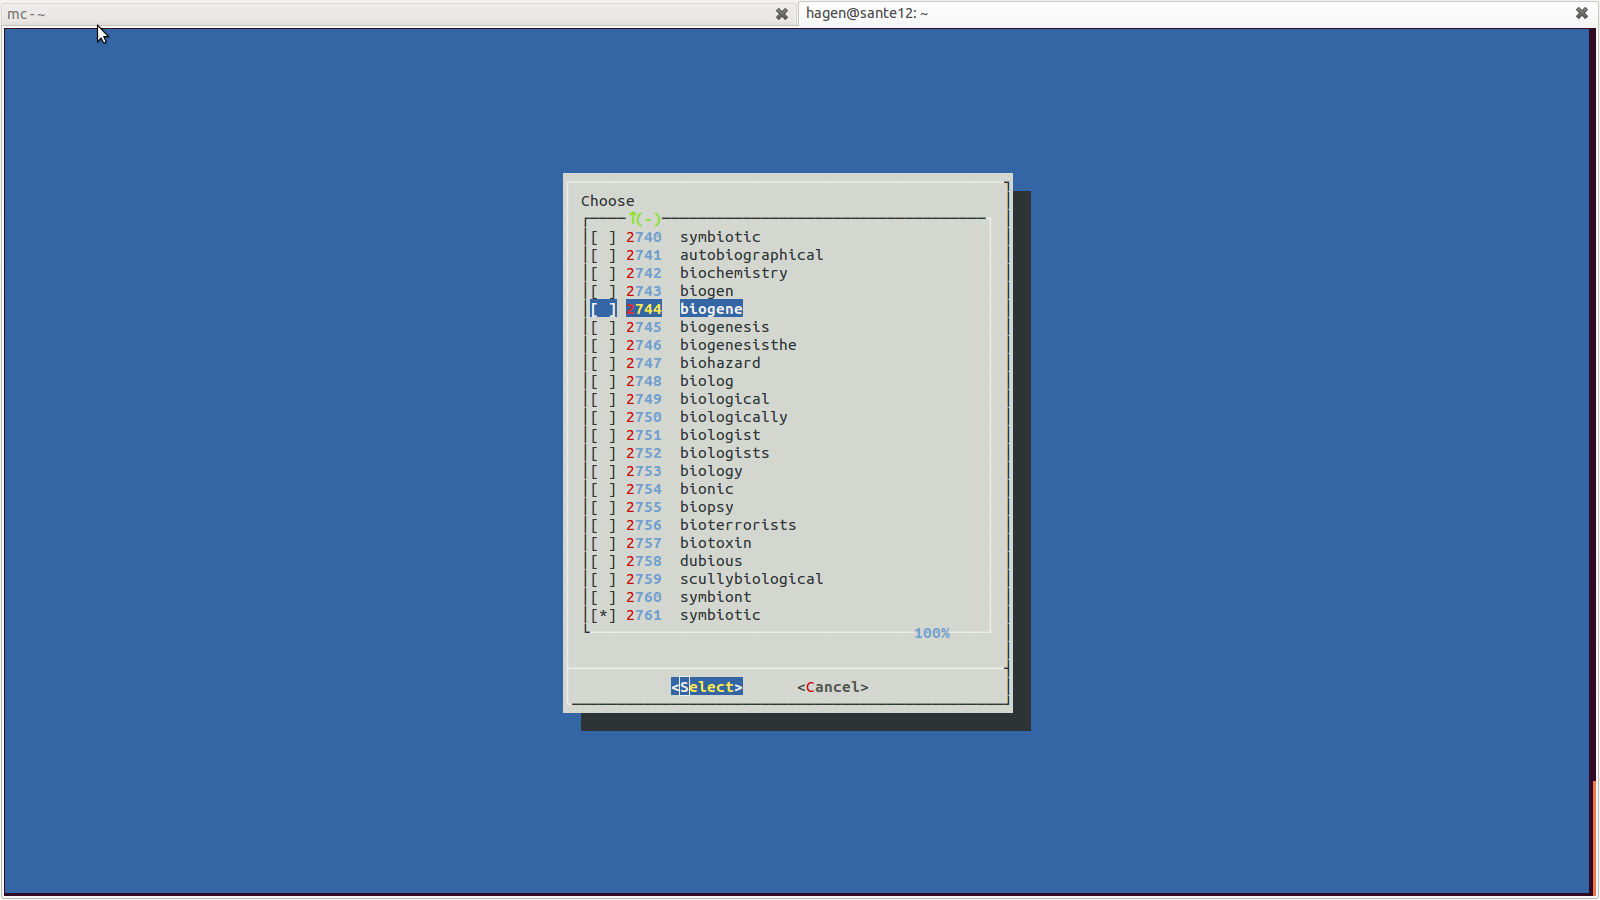 mc - ~
hagen@sante12: ~
Choose
↑(-)
[ ] 2740 symbiotic
[ ] 2741 autobiographical
[ ] 2742 biochemistry
[ ] 2743 biogen
[ ] 2744 biogene
[ ] 2745 biogenesis
[ ] 2746 biogenesisthe
[ ] 2747 biohazard
[ ] 2748 biolog
[ ] 2749 biological
[ ] 2750 biologically
[ ] 2751 biologist
[ ] 2752 biologists
[ ] 2753 biology
[ ] 2754 bionic
[ ] 2755 biopsy
[ ] 2756 bioterrorists
[ ] 2757 biotoxin
[ ] 2758 dubious
[ ] 2759 scullybiological
[ ] 2760 symbiont
[*] 2761 symbiotic
100%
<Select> <Cancel>